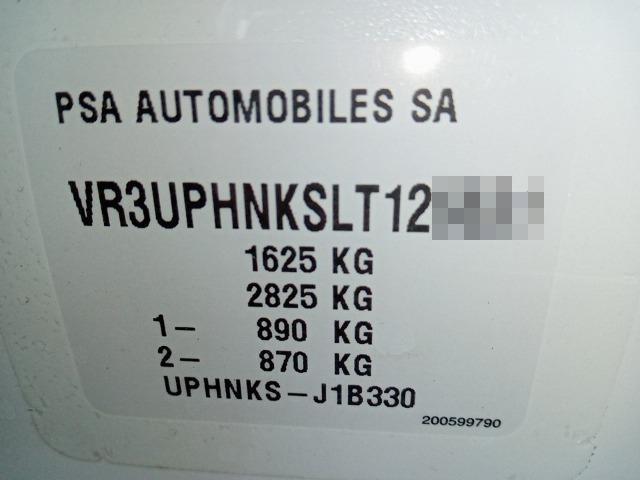 PSA AUTOMOBILES SA
VR3UPHNKSLT12
1625 KG
2825 KG
1- 890 KG
2- 870 KG
UPHNKS-J1B330
200599790